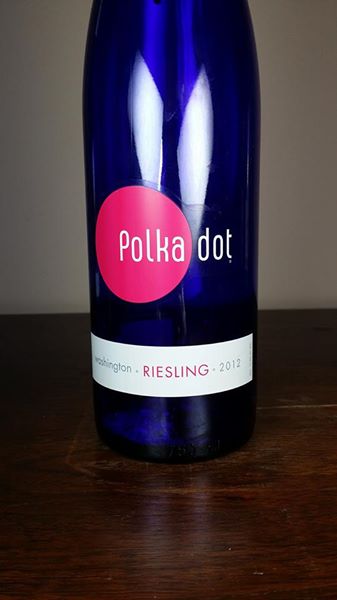 Polka dot
washington - RIESLING - 2012